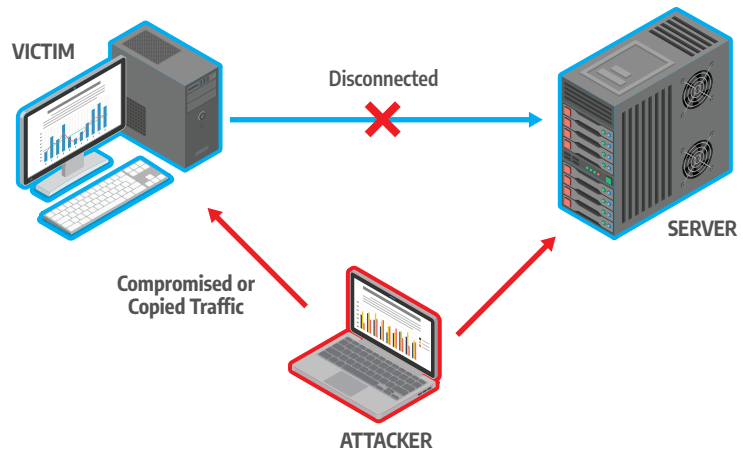 VICTIM
Disconnected
SERVER
Compromised or
Copied Traffic
ATTACKER